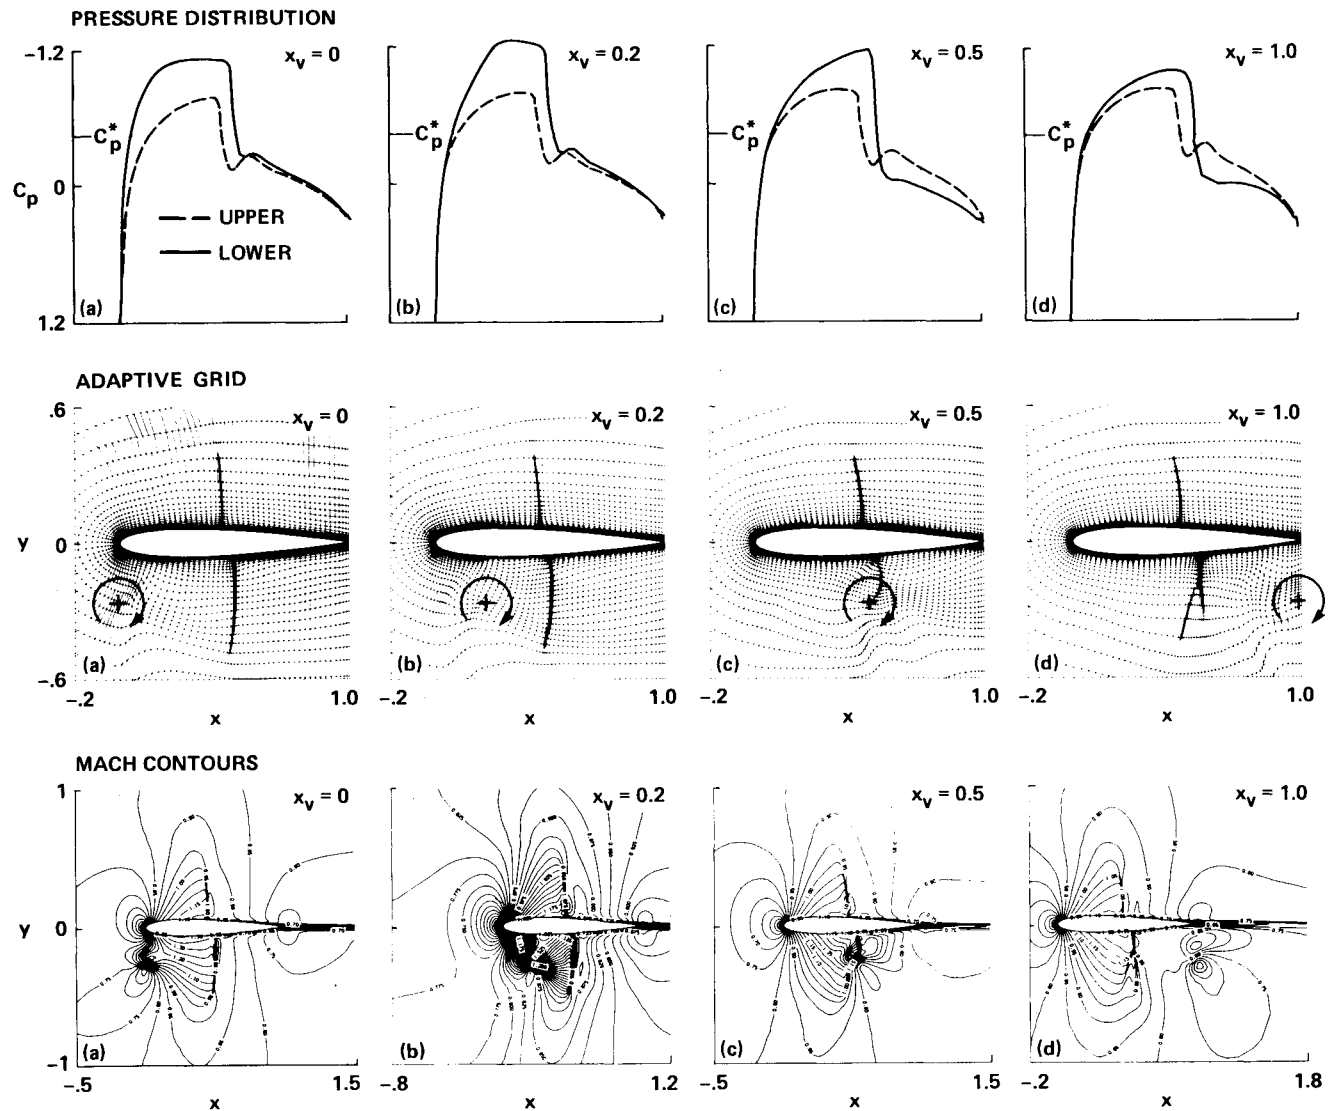 PRESSURE DISTRIBUTION
-1.2
x_v = 0
x_v = 0.2
x_v = 0.5
x_v = 1.0
C_p^*
C_p^*
C_p^*
C_p^*
C_p
0
UPPER
LOWER
1.2
(a)
(b)
(c)
(d)
ADAPTIVE GRID
.6
x_v = 0
x_v = 0.2
x_v = 0.5
x_v = 1.0
y
0
(a)
(b)
(c)
(d)
-.6
-.2
1.0
-.2
1.0
-.2
1.0
-.2
1.0
x
x
x
x
MACH CONTOURS
1
x_v = 0
x_v = 0.2
x_v = 0.5
x_v = 1.0
y
0
(a)
(b)
(c)
(d)
-1
-.5
1.5
-.8
1.2
-.5
1.5
-.2
1.8
x
x
x
x